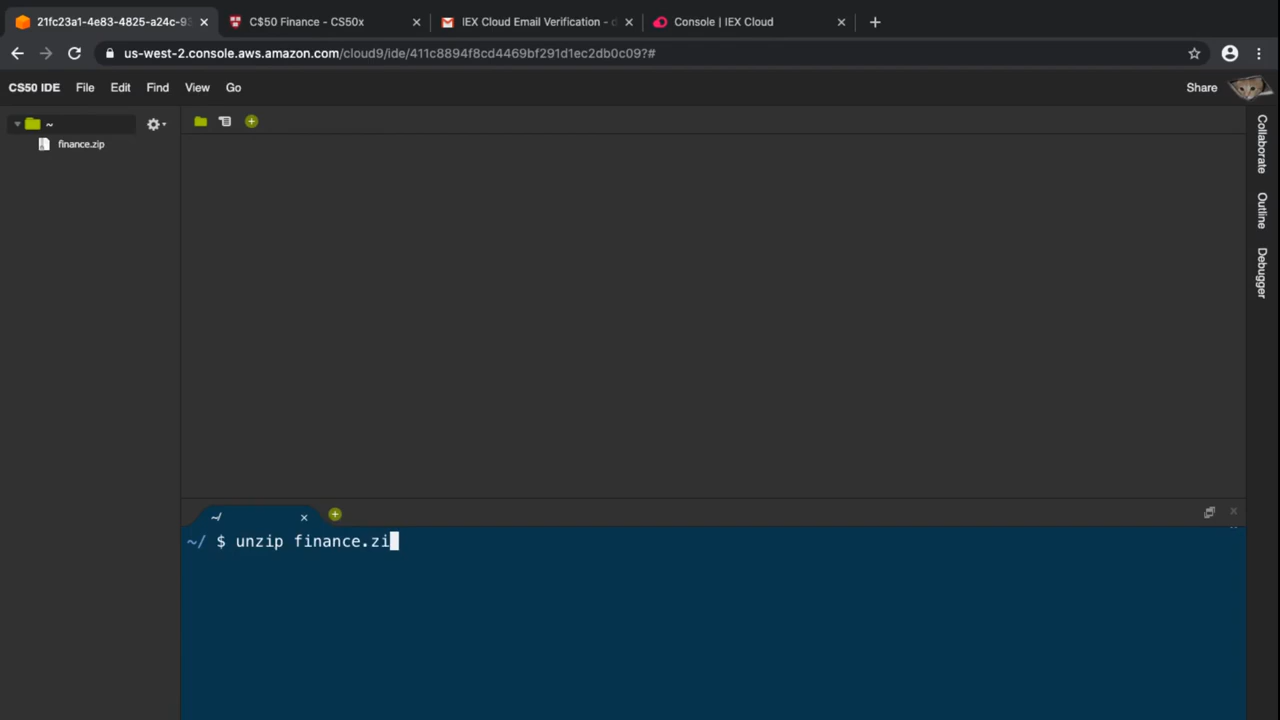 21fc23a1-4e83-4825-a24c-93
C$50 Finance - CS50x
IEX Cloud Email Verification - d
Console | IEX Cloud
us-west-2.console.aws.amazon.com/cloud9/ide/411c8894f8cd4469bf291d1ec2db0c09?#
CS50 IDE File Edit Find View Go
Share
~
finance.zip
Collaborate
Outline
Debugger
~/
~/ $ unzip finance.zi